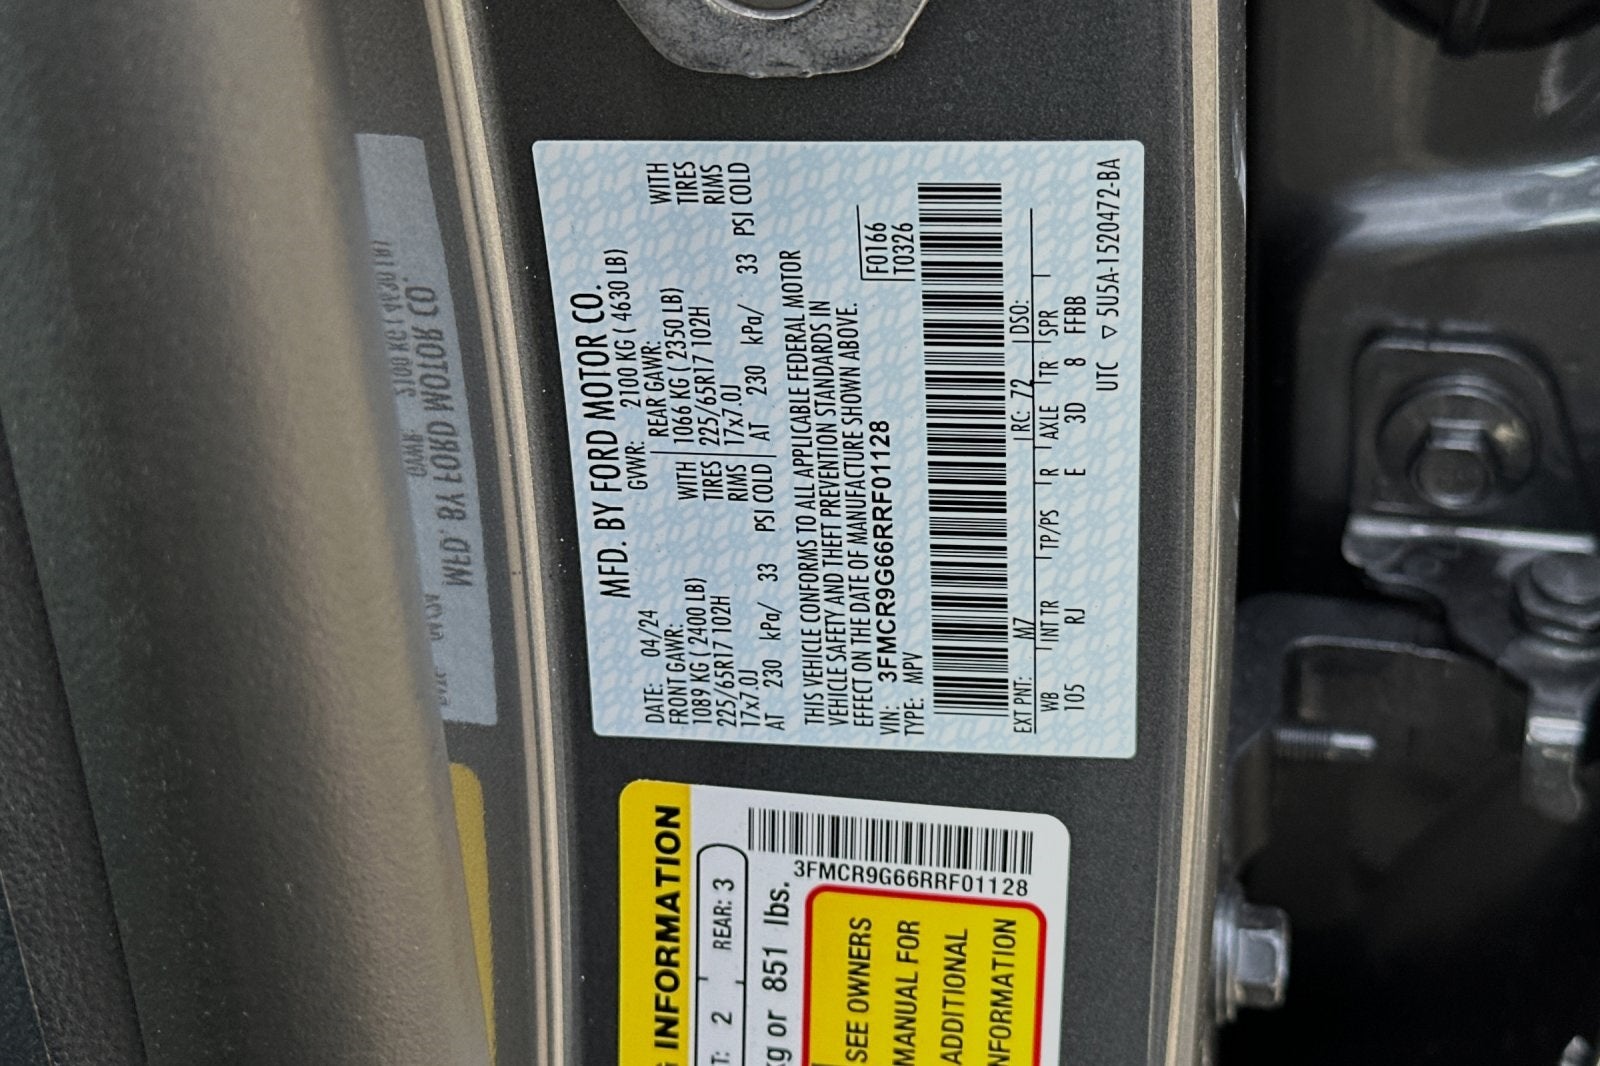 MFD. BY FORD MOTOR CO.
DATE: 04/24 GVWR: 2100 KG ( 4630 LB)
FRONT GAWR: REAR GAWR:
1089 KG ( 2400 LB) WITH 1066 KG ( 2350 LB) WITH
225/65R17 102H TIRES 225/65R17 102H TIRES
17x7.0J RIMS 17x7.0J RIMS
AT 230 kPa/ 33 PSI COLD AT 230 kPa/ 33 PSI COLD
THIS VEHICLE CONFORMS TO ALL APPLICABLE FEDERAL MOTOR
VEHICLE SAFETY AND THEFT PREVENTION STANDARDS IN
EFFECT ON THE DATE OF MANUFACTURE SHOWN ABOVE.
VIN: 3FMCR9G66RRF01128 F0166
TYPE: MPV T0326
EXT PNT: M7 RC: 72 DSO:
WB INT TR TP/PS R AXLE TR SPR
105 RJ E 3D 8 FFBB
UTC ▽ 5U5A-1520472-BA
INFORMATION
T: 2 REAR: 3
kg or 851 lbs.
3FMCR9G66RRF01128
SEE OWNERS
MANUAL FOR
ADDITIONAL
NFORMATION
MFD. BY FORD MOTOR CO.